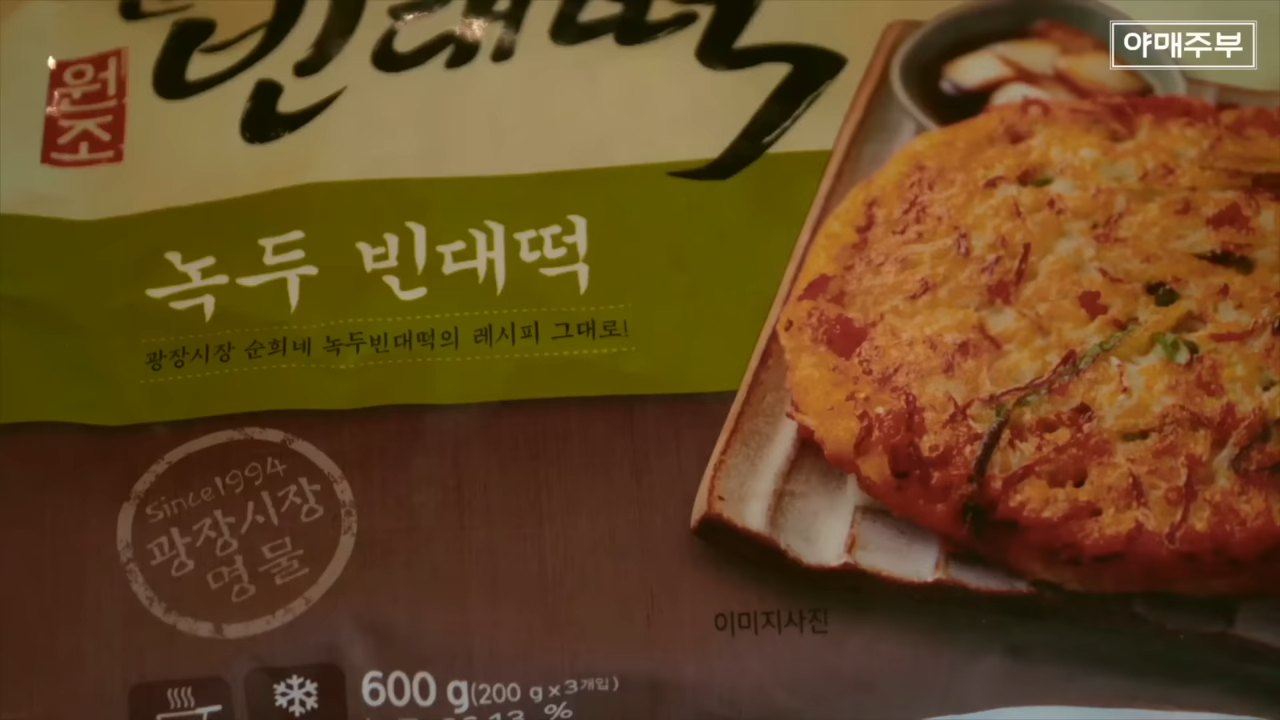 야매주부
원조
빈대떡
녹두 빈대떡
광장시장 순희네 녹두빈대떡의 레시피 그대로!
Since1994
광장시장
명물
이미지사진
600 g(200 g x 3개입)